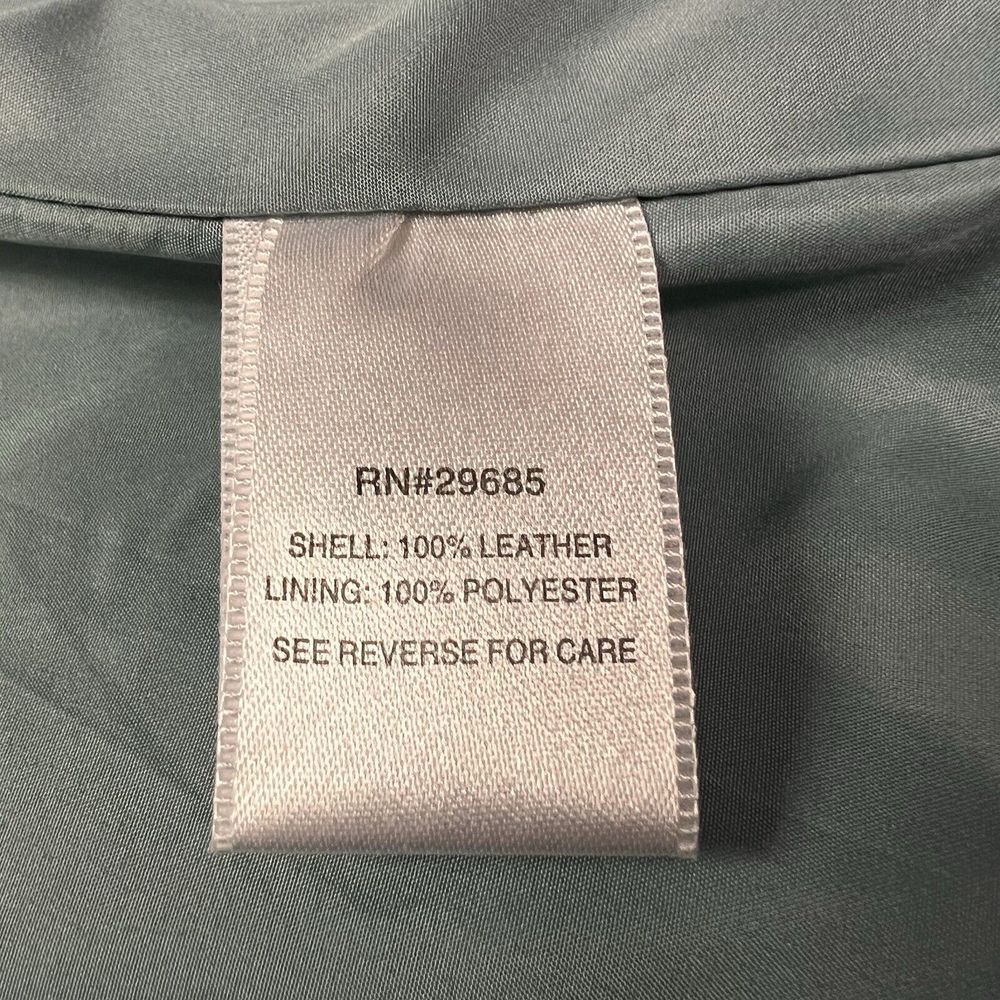 RN#29685
SHELL: 100% LEATHER
LINING: 100% POLYESTER
SEE REVERSE FOR CARE